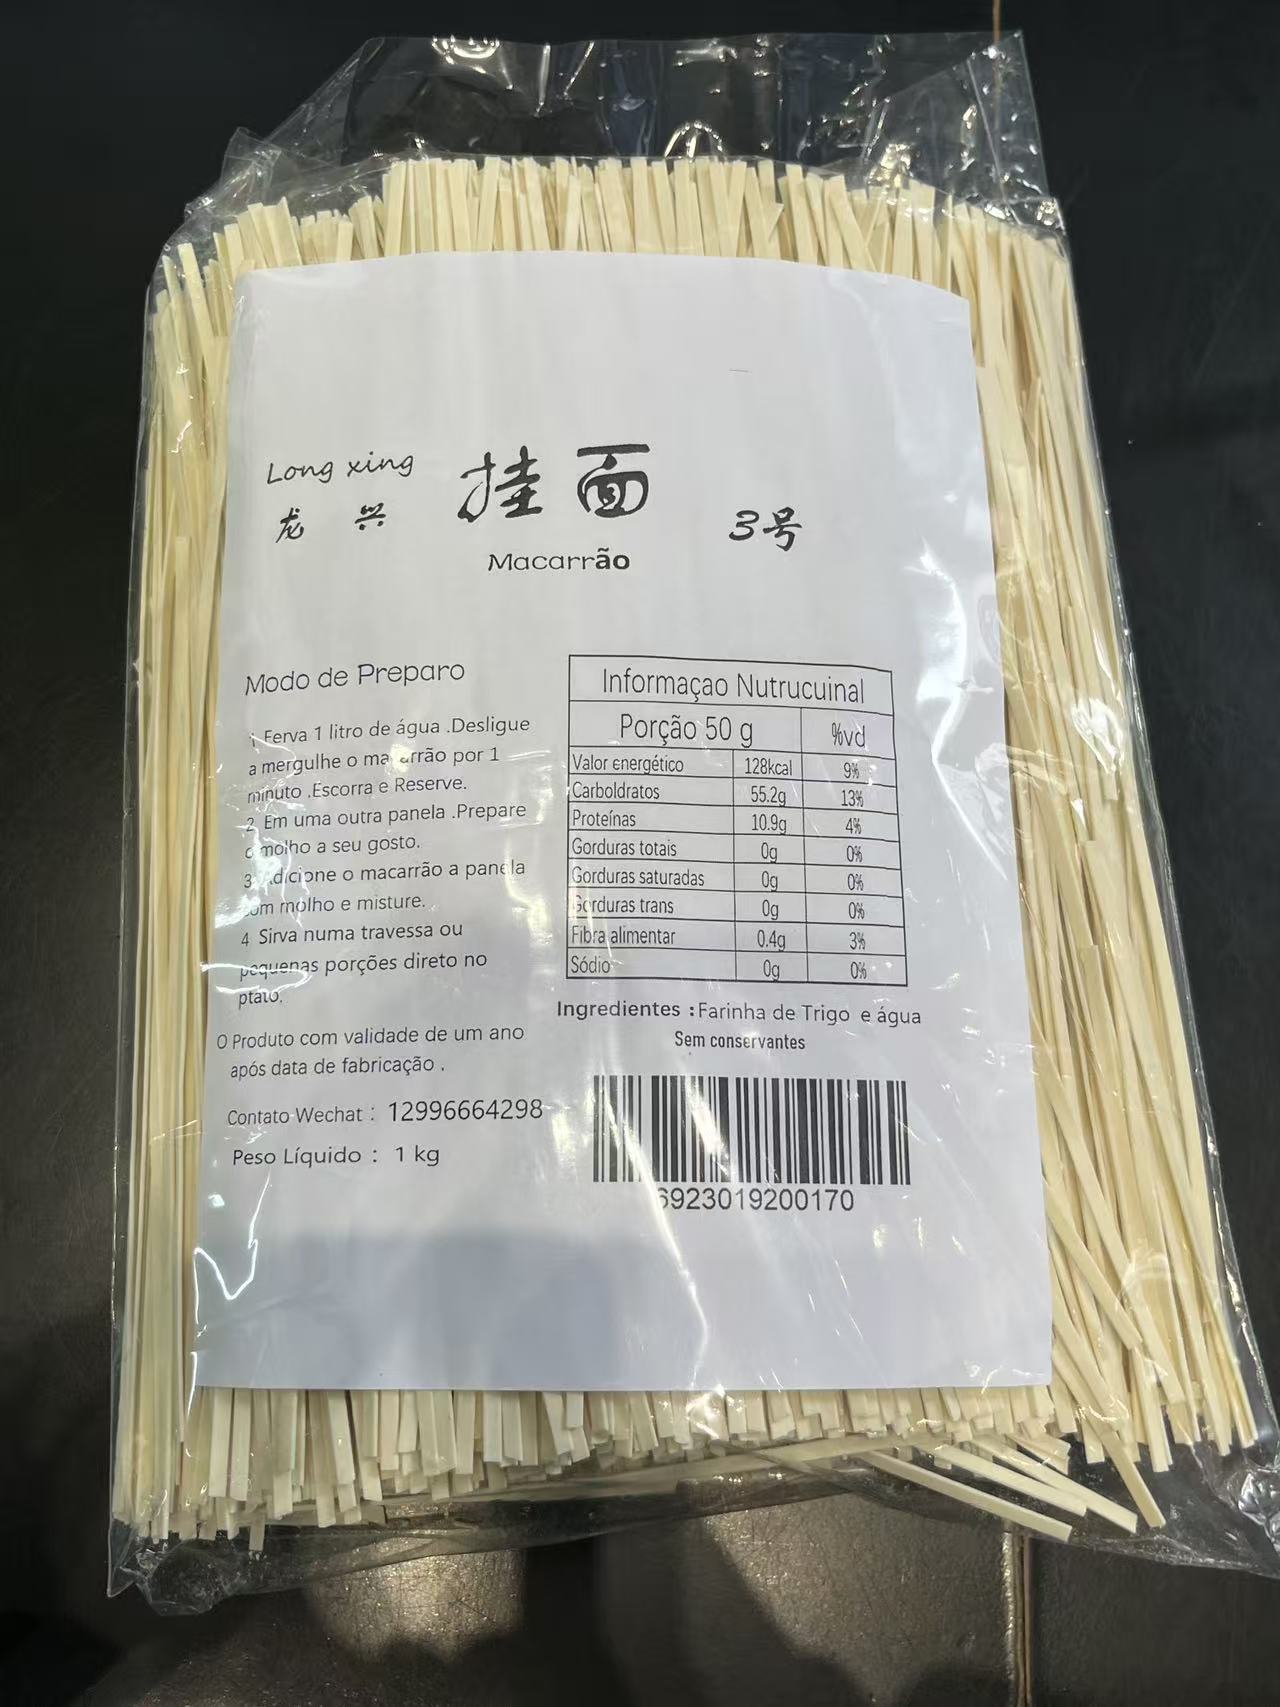 Long xing
龙 兴
挂面
3号
Macarrão
Modo de Preparo
1 Ferva 1 litro de água .Desligue
a mergulhe o macarrão por 1
minuto .Escorra e Reserve.
2 Em uma outra panela .Prepare
o molho a seu gosto.
3 Adicione o macarrão a panela
com molho e misture.
4 Sirva numa travessa ou
pequenas porções direto no
ptato.
O Produto com validade de um ano
após data de fabricação .
Contato Wechat : 12996664298
Peso Líquido : 1 kg
Informaçao Nutrucuinal
Porção 50 g %vd
Valor energético 128kcal 9%
Carboldratos 55.2g 13%
Proteínas 10.9g 4%
Gorduras totais 0g 0%
Gorduras saturadas 0g 0%
Gorduras trans 0g 0%
Fibra alimentar 0.4g 3%
Sódio 0g 0%
Ingredientes :Farinha de Trigo e água
Sem conservantes
6923019200170